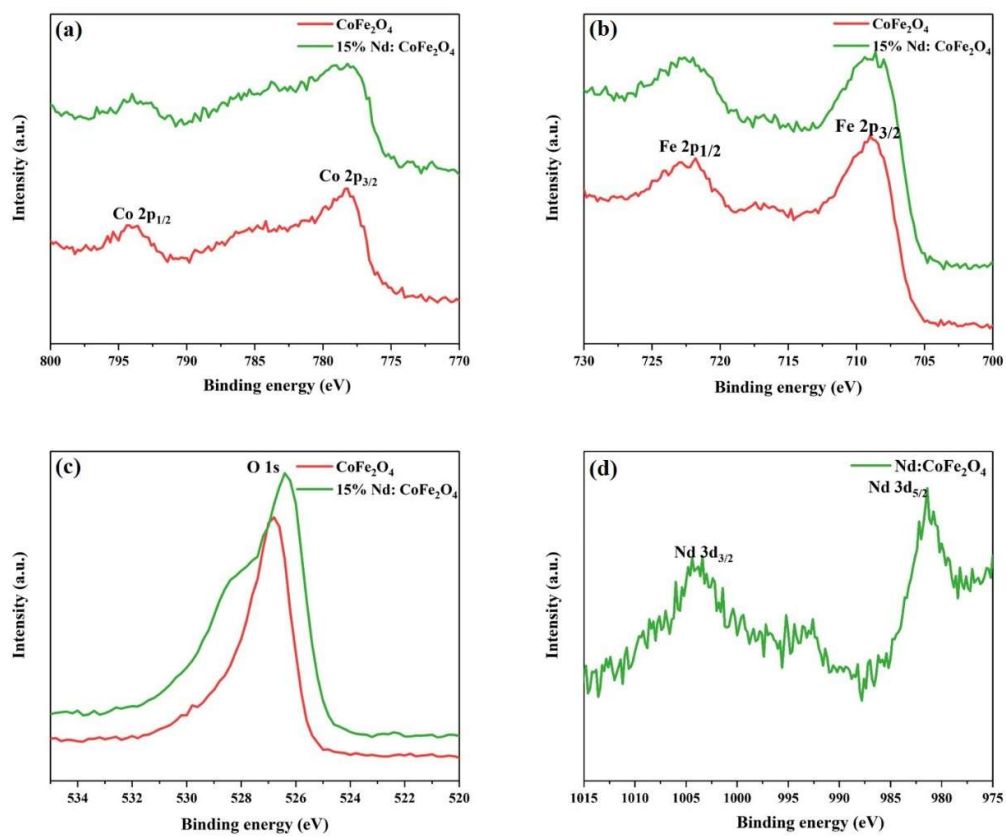 (a)
CoFe₂O₄
15% Nd: CoFe₂O₄
Co 2p₃/₂
Co 2p₁/₂
Intensity (a.u.)
800 795 790 785 780 775 770
Binding energy (eV)
(b)
CoFe₂O₄
15% Nd: CoFe₂O₄
Fe 2p₃/₂
Fe 2p₁/₂
Intensity (a.u.)
730 725 720 715 710 705 700
Binding energy (eV)
(c)
O 1s
CoFe₂O₄
15% Nd: CoFe₂O₄
Intensity (a.u.)
534 532 530 528 526 524 522 520
Binding energy (eV)
(d)
Nd:CoFe₂O₄
Nd 3d₅/₂
Nd 3d₃/₂
Intensity (a.u.)
1015 1010 1005 1000 995 990 985 980 975
Binding energy (eV)